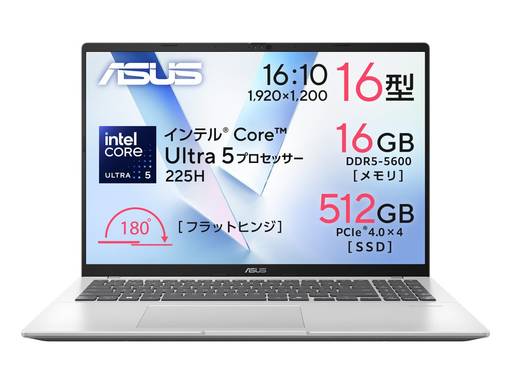 ASUS
16:10
1,920×1,200
16型
intel
CORE
ULTRA 5
インテル® Core™
Ultra 5 プロセッサー
225H
16GB
DDR5-5600
[メモリ]
180°
[フラットヒンジ]
512GB
PCIe®4.0×4
[SSD]
ASUS